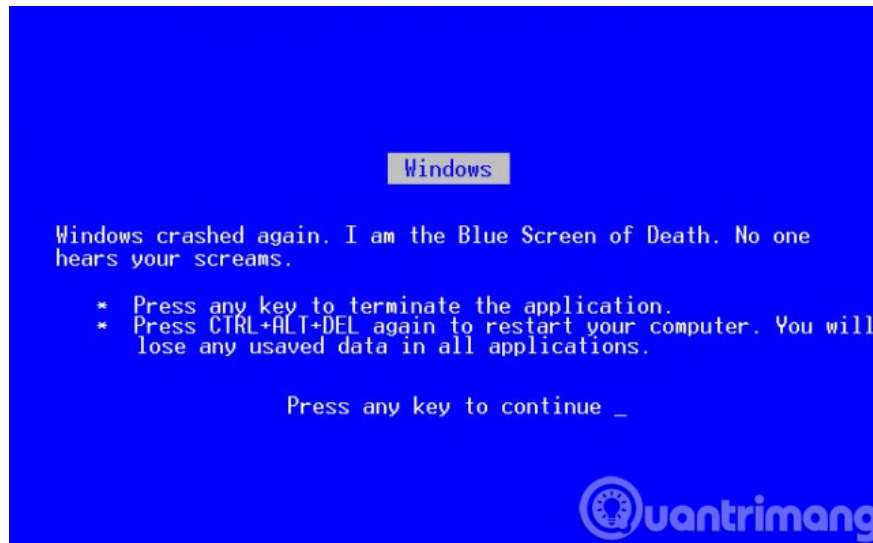 Windows
Windows crashed again. I am the Blue Screen of Death. No one
hears your screams.
* Press any key to terminate the application.
* Press CTRL+ALT+DEL again to restart your computer. You will
lose any usaved data in all applications.
Press any key to continue _
Quantrimang